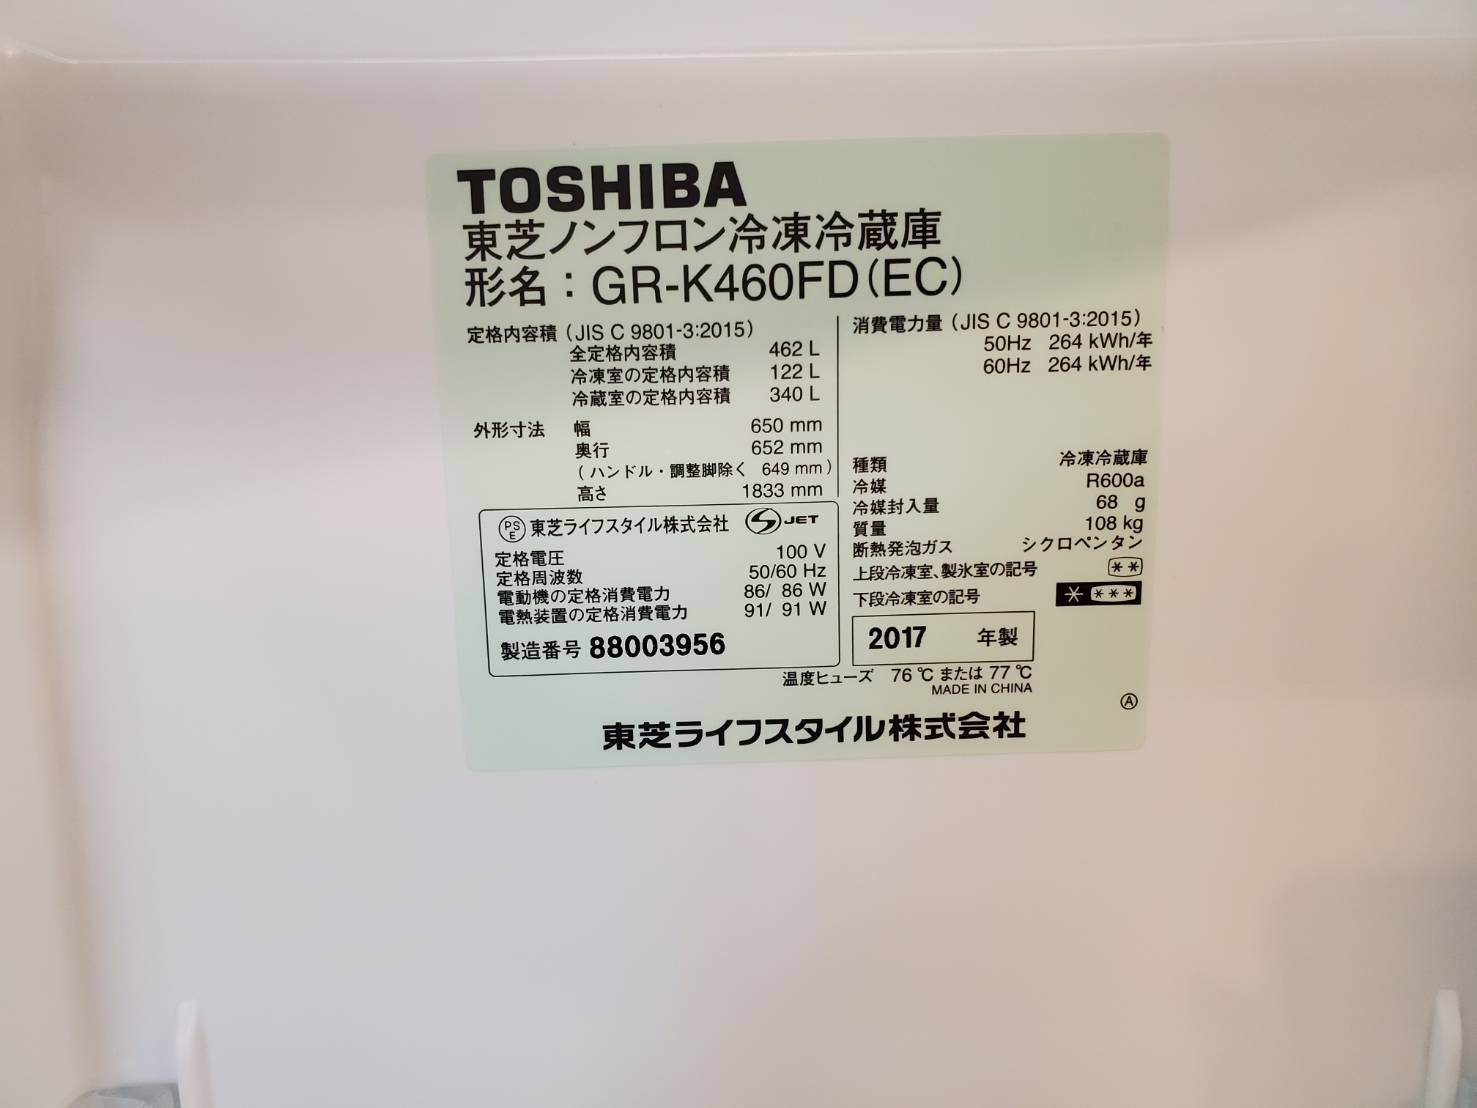 TOSHIBA
東芝ノンフロン冷凍冷蔵庫
形名：GR-K460FD(EC)
定格内容積（JIS C 9801-3:2015）
全定格内容積 462 L
冷凍室の定格内容積 122 L
冷蔵室の定格内容積 340 L
外形寸法 幅 650 mm
奥行 652 mm
（ハンドル・調整脚除く 649 mm）
高さ 1833 mm
PS E 東芝ライフスタイル株式会社 S JET
定格電圧 100 V
定格周波数 50/60 Hz
電動機の定格消費電力 86/ 86 W
電熱装置の定格消費電力 91/ 91 W
製造番号 88003956
消費電力量（JIS C 9801-3:2015）
50Hz 264 kWh/年
60Hz 264 kWh/年
種類 冷凍冷蔵庫
冷媒 R600a
冷媒封入量 68 g
質量 108 kg
断熱発泡ガス シクロペンタン
上段冷凍室、製氷室の記号 **
下段冷凍室の記号 * ***
2017 年製
温度ヒューズ 76 ℃ または 77 ℃
MADE IN CHINA
Ⓐ
東芝ライフスタイル株式会社